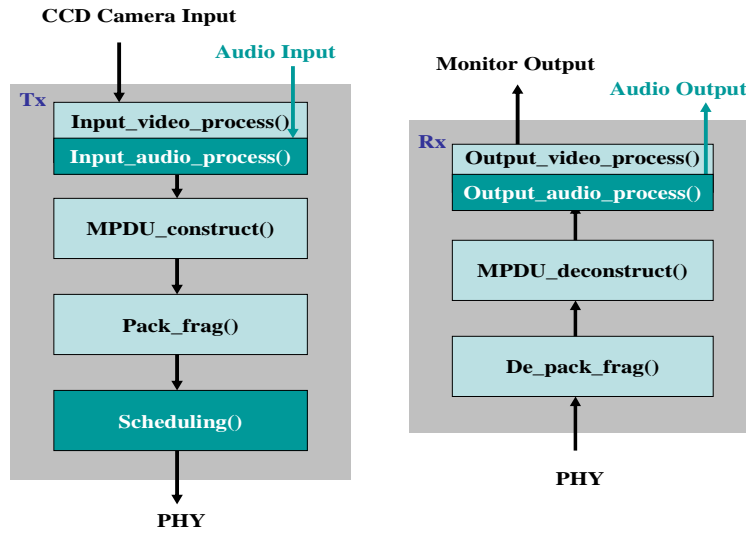 CCD Camera Input
Audio Input
Tx
Input_video_process()
Input_audio_process()
MPDU_construct()
Pack_frag()
Scheduling()
PHY
Monitor Output
Audio Output
Rx
Output_video_process()
Output_audio_process()
MPDU_deconstruct()
De_pack_frag()
PHY